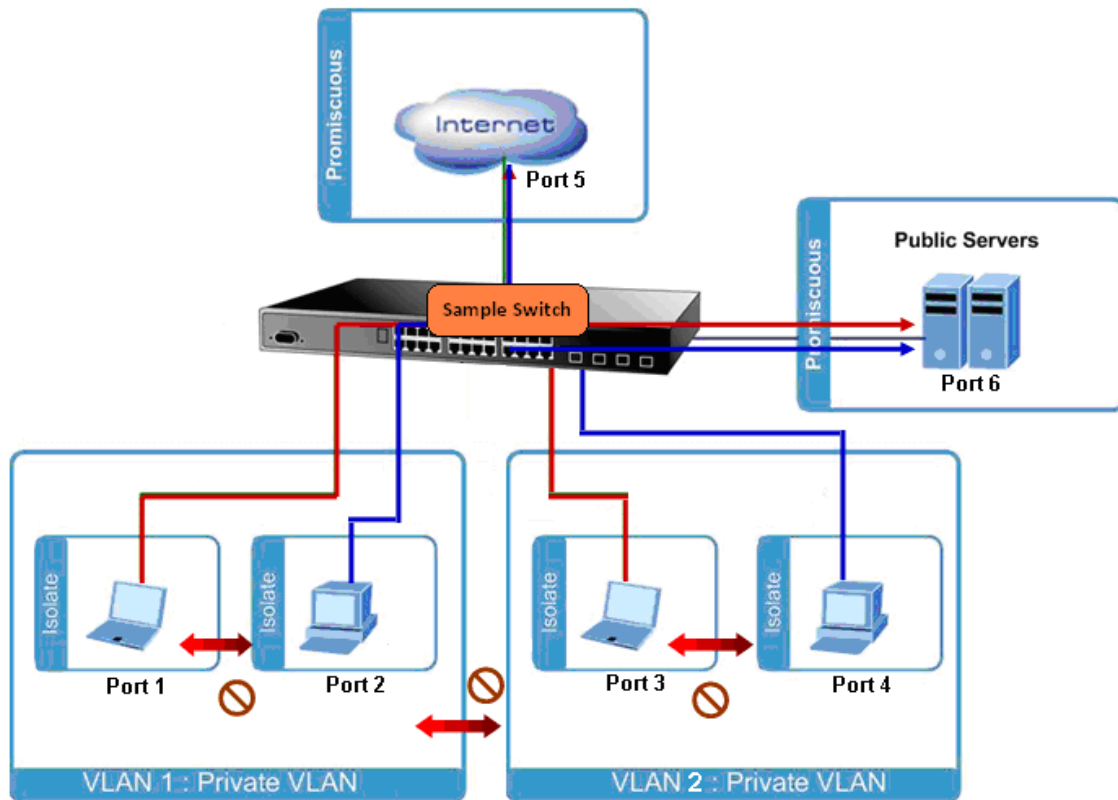 Promiscuous
Internet
Port 5
Promiscuous
Public Servers
Port 6
Sample Switch
Isolate
Port 1
Isolate
Port 2
Isolate
Port 3
Isolate
Port 4
VLAN 1 : Private VLAN
VLAN 2 : Private VLAN